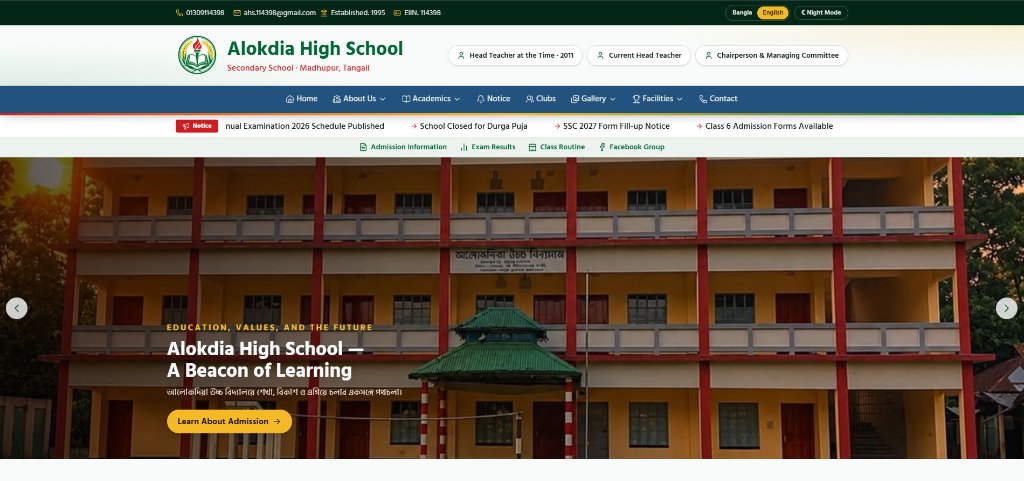 01309114398 ahs.114398@gmail.com Established: 1995 EIIN: 114398 Bangla English Night Mode
Alokdia High School
Secondary School · Madhupur, Tangail
Head Teacher at the Time · 2011 Current Head Teacher Chairperson & Managing Committee
Home About Us Academics Notice Clubs Gallery Facilities Contact
Notice nual Examination 2026 Schedule Published → School Closed for Durga Puja → SSC 2027 Form Fill-up Notice → Class 6 Admission Forms Available
Admission Information Exam Results Class Routine Facebook Group
EDUCATION, VALUES, AND THE FUTURE
Alokdia High School —
A Beacon of Learning
আলোকদিয়া উচ্চ বিদ্যালয়ে শেখা, বিকাশ ও এগিয়ে চলার একসঙ্গে পথচলা।
Learn About Admission →